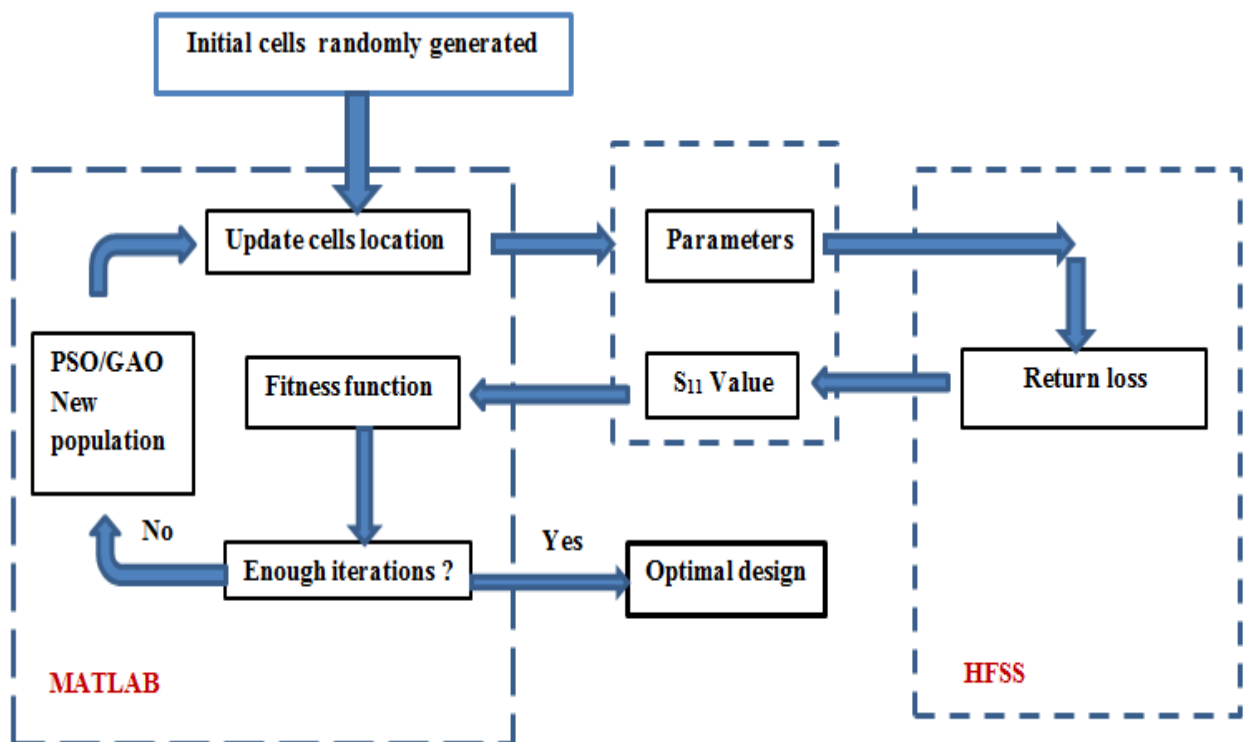 Initial cells randomly generated
Update cells location
Parameters
PSO/GAO
New
population
Fitness function
S₁₁ Value
Return loss
No
Yes
Enough iterrations ?
Optimal design
MATLAB
HFSS